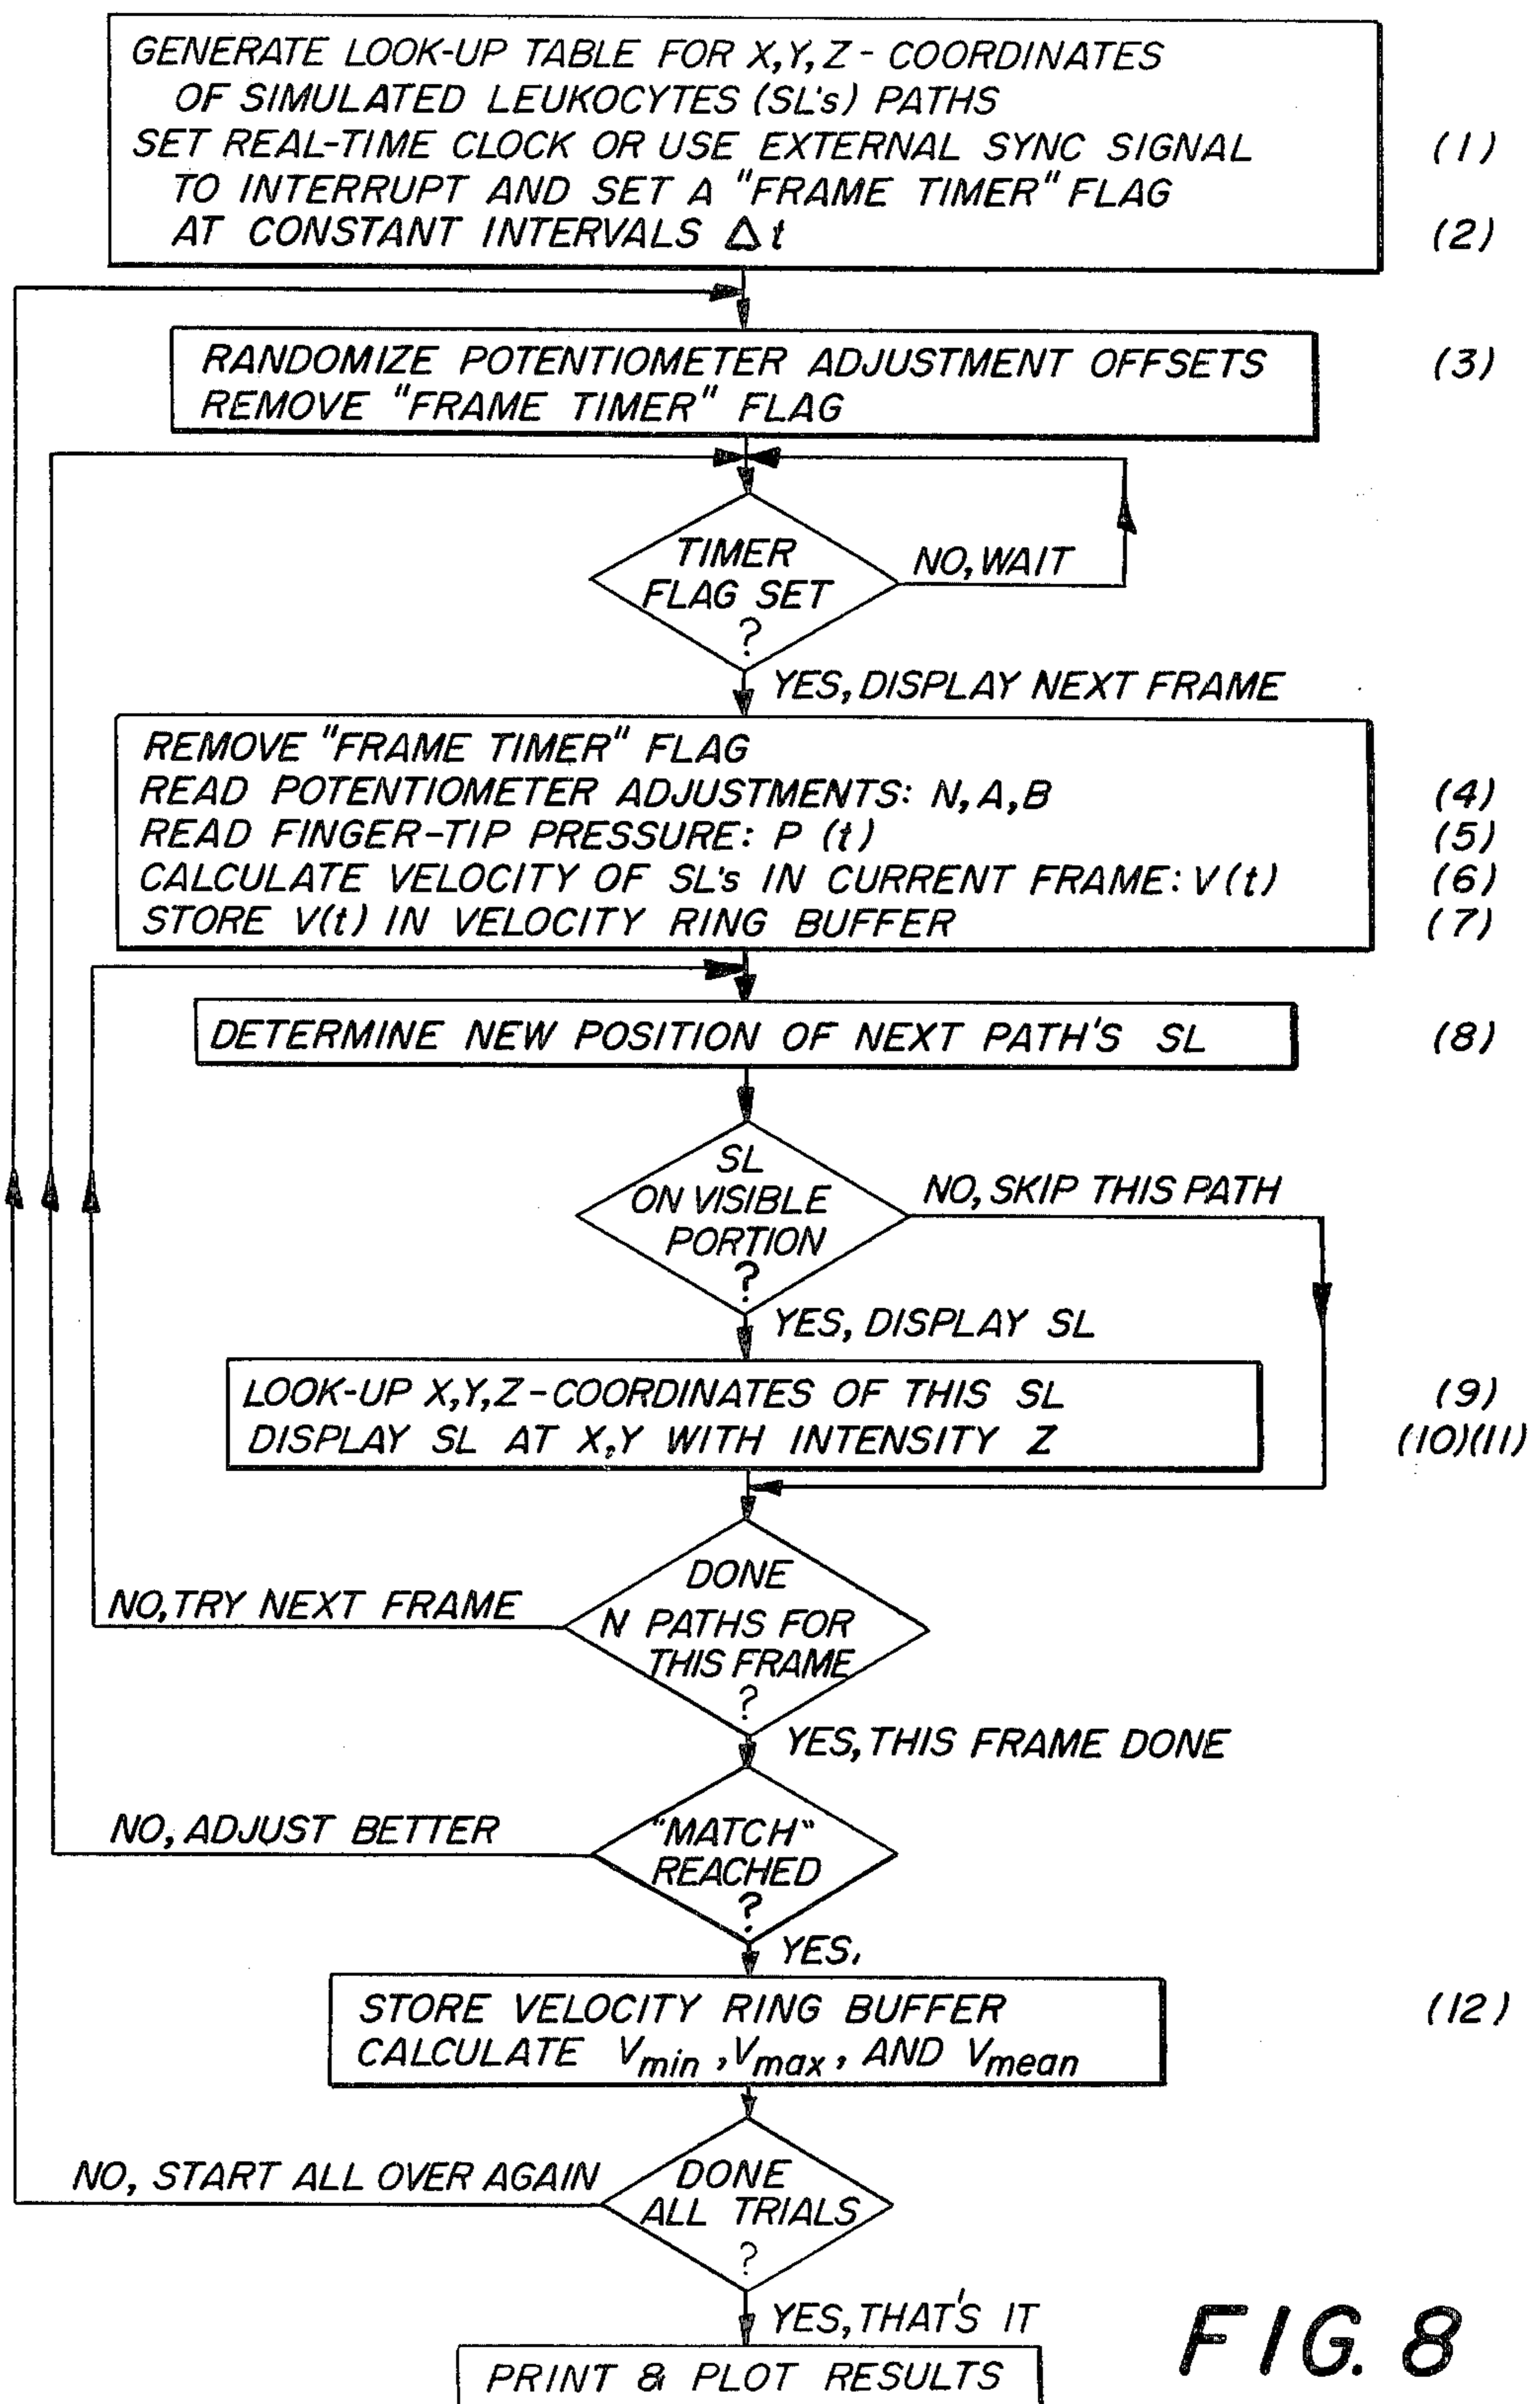 GENERATE LOOK-UP TABLE FOR X,Y,Z - COORDINATES
OF SIMULATED LEUKOCYTES (SL's) PATHS
SET REAL-TIME CLOCK OR USE EXTERNAL SYNC SIGNAL (1)
TO INTERRUPT AND SET A "FRAME TIMER" FLAG
AT CONSTANT INTERVALS Δt (2)
RANDOMIZE POTENTIOMETER ADJUSTMENT OFFSETS (3)
REMOVE "FRAME TIMER" FLAG
TIMER
FLAG SET
?
NO, WAIT
YES, DISPLAY NEXT FRAME
REMOVE "FRAME TIMER" FLAG
READ POTENTIOMETER ADJUSTMENTS: N,A,B (4)
READ FINGER-TIP PRESSURE: P (t) (5)
CALCULATE VELOCITY OF SL's IN CURRENT FRAME: V(t) (6)
STORE V(t) IN VELOCITY RING BUFFER (7)
DETERMINE NEW POSITION OF NEXT PATH'S SL (8)
SL
ON VISIBLE
PORTION
?
NO, SKIP THIS PATH
YES, DISPLAY SL
LOOK-UP X,Y,Z-COORDINATES OF THIS SL (9)
DISPLAY SL AT X,Y WITH INTENSITY Z (10)(11)
DONE
N PATHS FOR
THIS FRAME
?
NO, TRY NEXT FRAME
YES, THIS FRAME DONE
"MATCH"
REACHED
?
NO, ADJUST BETTER
YES.
STORE VELOCITY RING BUFFER (12)
CALCULATE Vmin, Vmax, AND Vmean
DONE
ALL TRIALS
?
NO, START ALL OVER AGAIN
YES, THAT'S IT
PRINT & PLOT RESULTS
FIG. 8